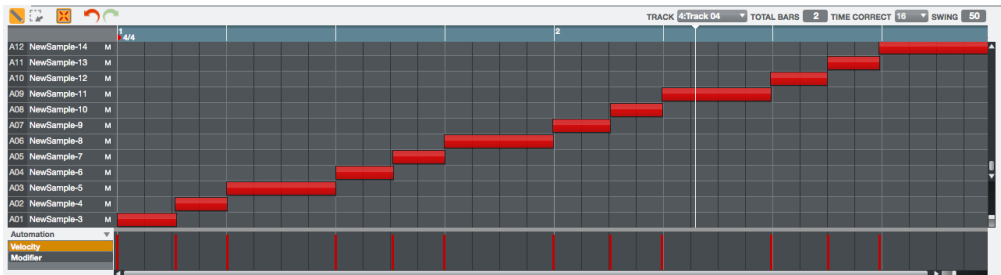 TRACK 4:Track 04 TOTAL BARS 2 TIME CORRECT 16 SWING 50
1 2
4/4
A12 NewSample-14 M
A11 NewSample-13 M
A10 NewSample-12 M
A09 NewSample-11 M
A08 NewSample-10 M
A07 NewSample-9 M
A06 NewSample-8 M
A05 NewSample-7 M
A04 NewSample-6 M
A03 NewSample-5 M
A02 NewSample-4 M
A01 NewSample-3 M
Automation
Velocity
Modifier